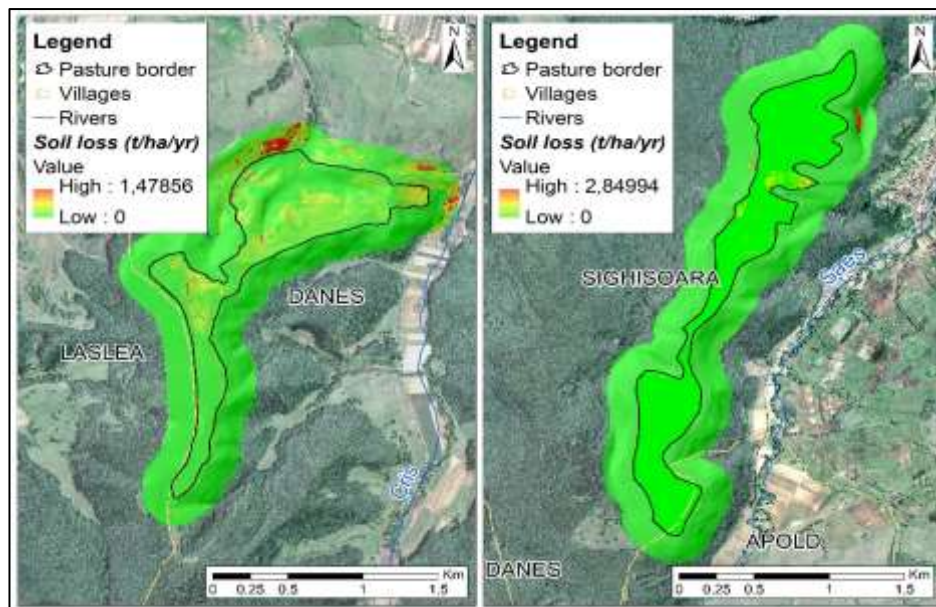 Legend
Pasture border
Villages
Rivers
Soil loss (t/ha/yr)
Value
High : 1,47856
Low : 0
N
DANES
LASLEA
Cris
Km
0 0.25 0.5 1 1.5
Legend
Pasture border
Villages
Rivers
Soil loss (t/ha/yr)
Value
High : 2,84994
Low : 0
N
SIGHISOARA
Saes
APOLD
DANES
Km
0 0.25 0.5 1 1.5